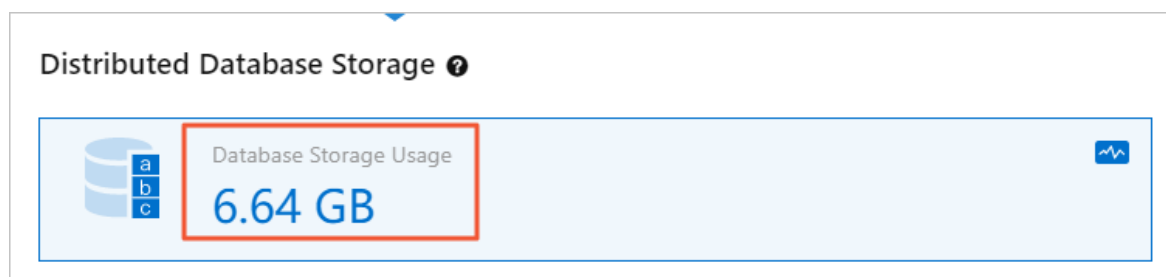 Distributed Database Storage ?
a
b
c
Database Storage Usage
6.64 GB